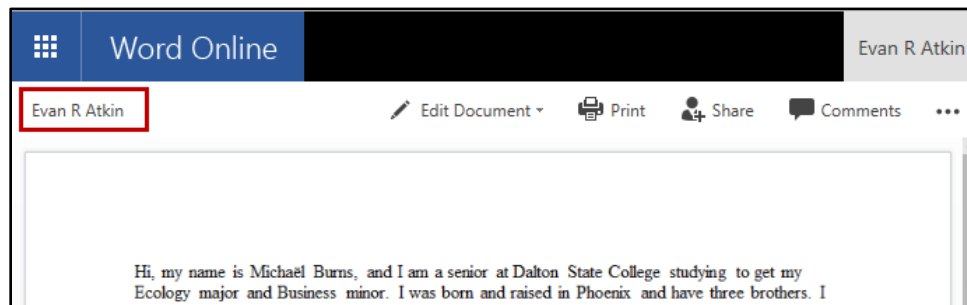 Word Online
Evan R Atkin
Evan R Atkin
Edit Document
Print
Share
Comments
Hi, my name is Michaël Burns, and I am a senior at Dalton State College studying to get my
Ecology major and Business minor. I was born and raised in Phoenix and have three brothers. I